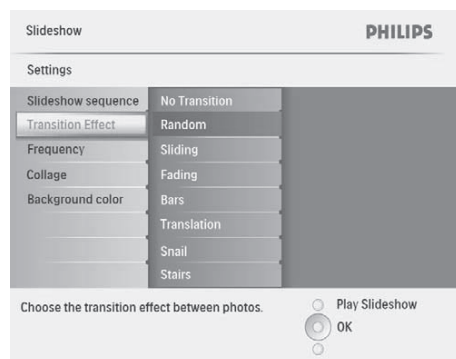 Slideshow PHILIPS
Settings
Slideshow sequence No Transition
Transition Effect Random
Frequency Sliding
Collage Fading
Background color Bars
Translation
Snail
Stairs
Choose the transition effect between photos. Play Slideshow
OK